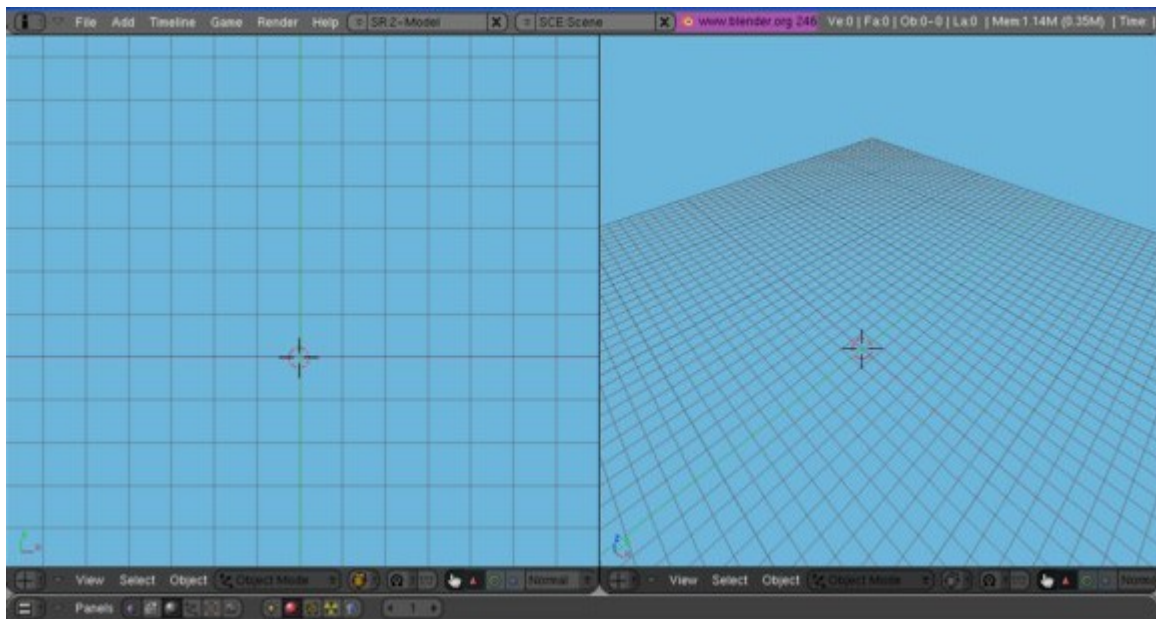 File Add Timeline Game Render Help SR:2-Model X SCE:Scene X www.blender.org 246 Ve:0 | Fa:0 | Ob:0-0 | La:0 | Mem:1.14M (0.35M) | Time: |
View Select Object Object Mode Normal View Select Object Object Mode Norm
Panels 1